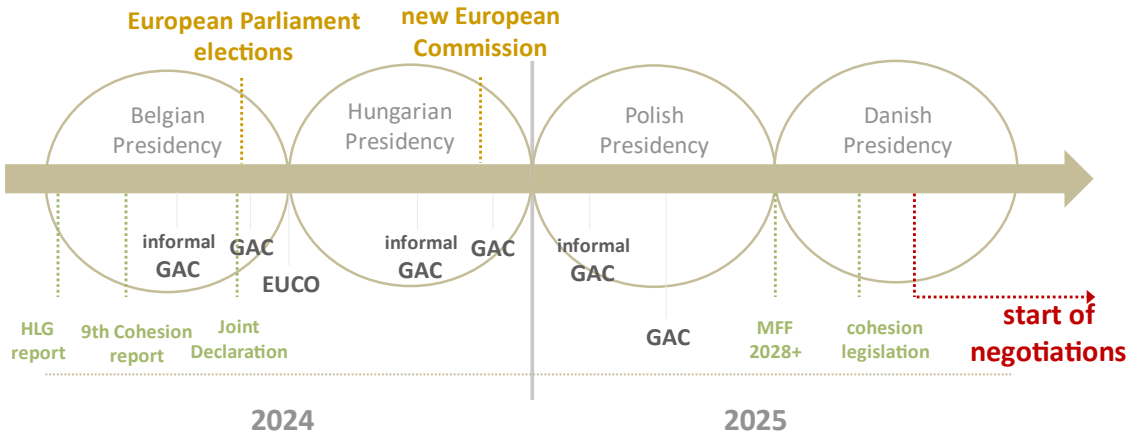 European Parliament
elections
new European
Commission
Belgian
Presidency
Hungarian
Presidency
Polish
Presidency
Danish
Presidency
informal
GAC
GAC
EUCO
informal
GAC
GAC
informal
GAC
GAC
HLG
report
9th Cohesion
report
Joint
Declaration
MFF
2028+
cohesion
legislation
start of
negotiations
2024
2025